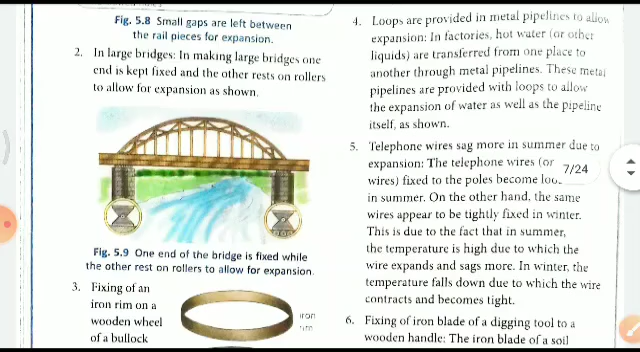 Fig. 5.8 Small gaps are left between
the rail pieces for expansion.
2. In large bridges: In making large bridges one
end is kept fixed and the other rests on rollers
to allow for expansion as shown.
Fig. 5.9 One end of the bridge is fixed while
the other rest on rollers to allow for expansion.
3. Fixing of an
iron rim on a
wooden wheel
of a bullock
iron
rim
4. Loops are provided in metal pipelines to allow
expansion: In factories, hot water (or other
liquids) are transferred from one place to
another through metal pipelines. These metal
pipelines are provided with loops to allow
the expansion of water as well as the pipeline
itself, as shown.
5. Telephone wires sag more in summer due to
expansion: The telephone wires (or
wires) fixed to the poles become
7/24
in summer. On the other hand, the same
wires appear to be tightly fixed in winter.
This is due to the fact that in summer,
the temperature is high due to which the
wire expands and sags more. In winter, the
temperature falls down due to which the wire
contracts and becomes tight.
6. Fixing of iron blade of a digging tool to a
wooden handle: The iron blade of a soil